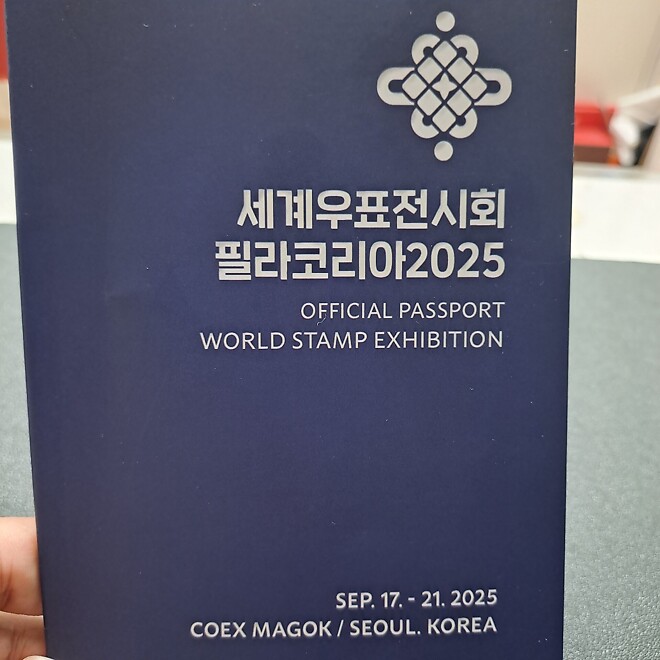 세계우표전시회
필라코리아2025
OFFICIAL PASSPORT
WORLD STAMP EXHIBITION
SEP. 17. - 21. 2025
COEX MAGOK / SEOUL. KOREA